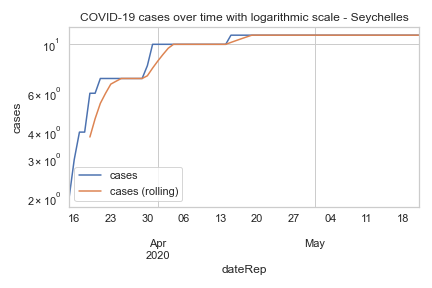 COVID-19 cases over time with logarithmic scale - Seychelles
10¹
6 × 10⁰
4 × 10⁰
3 × 10⁰
2 × 10⁰
cases
cases
cases (rolling)
16 23 30 06 13 20 27 04 11 18
Apr May
2020
dateRep